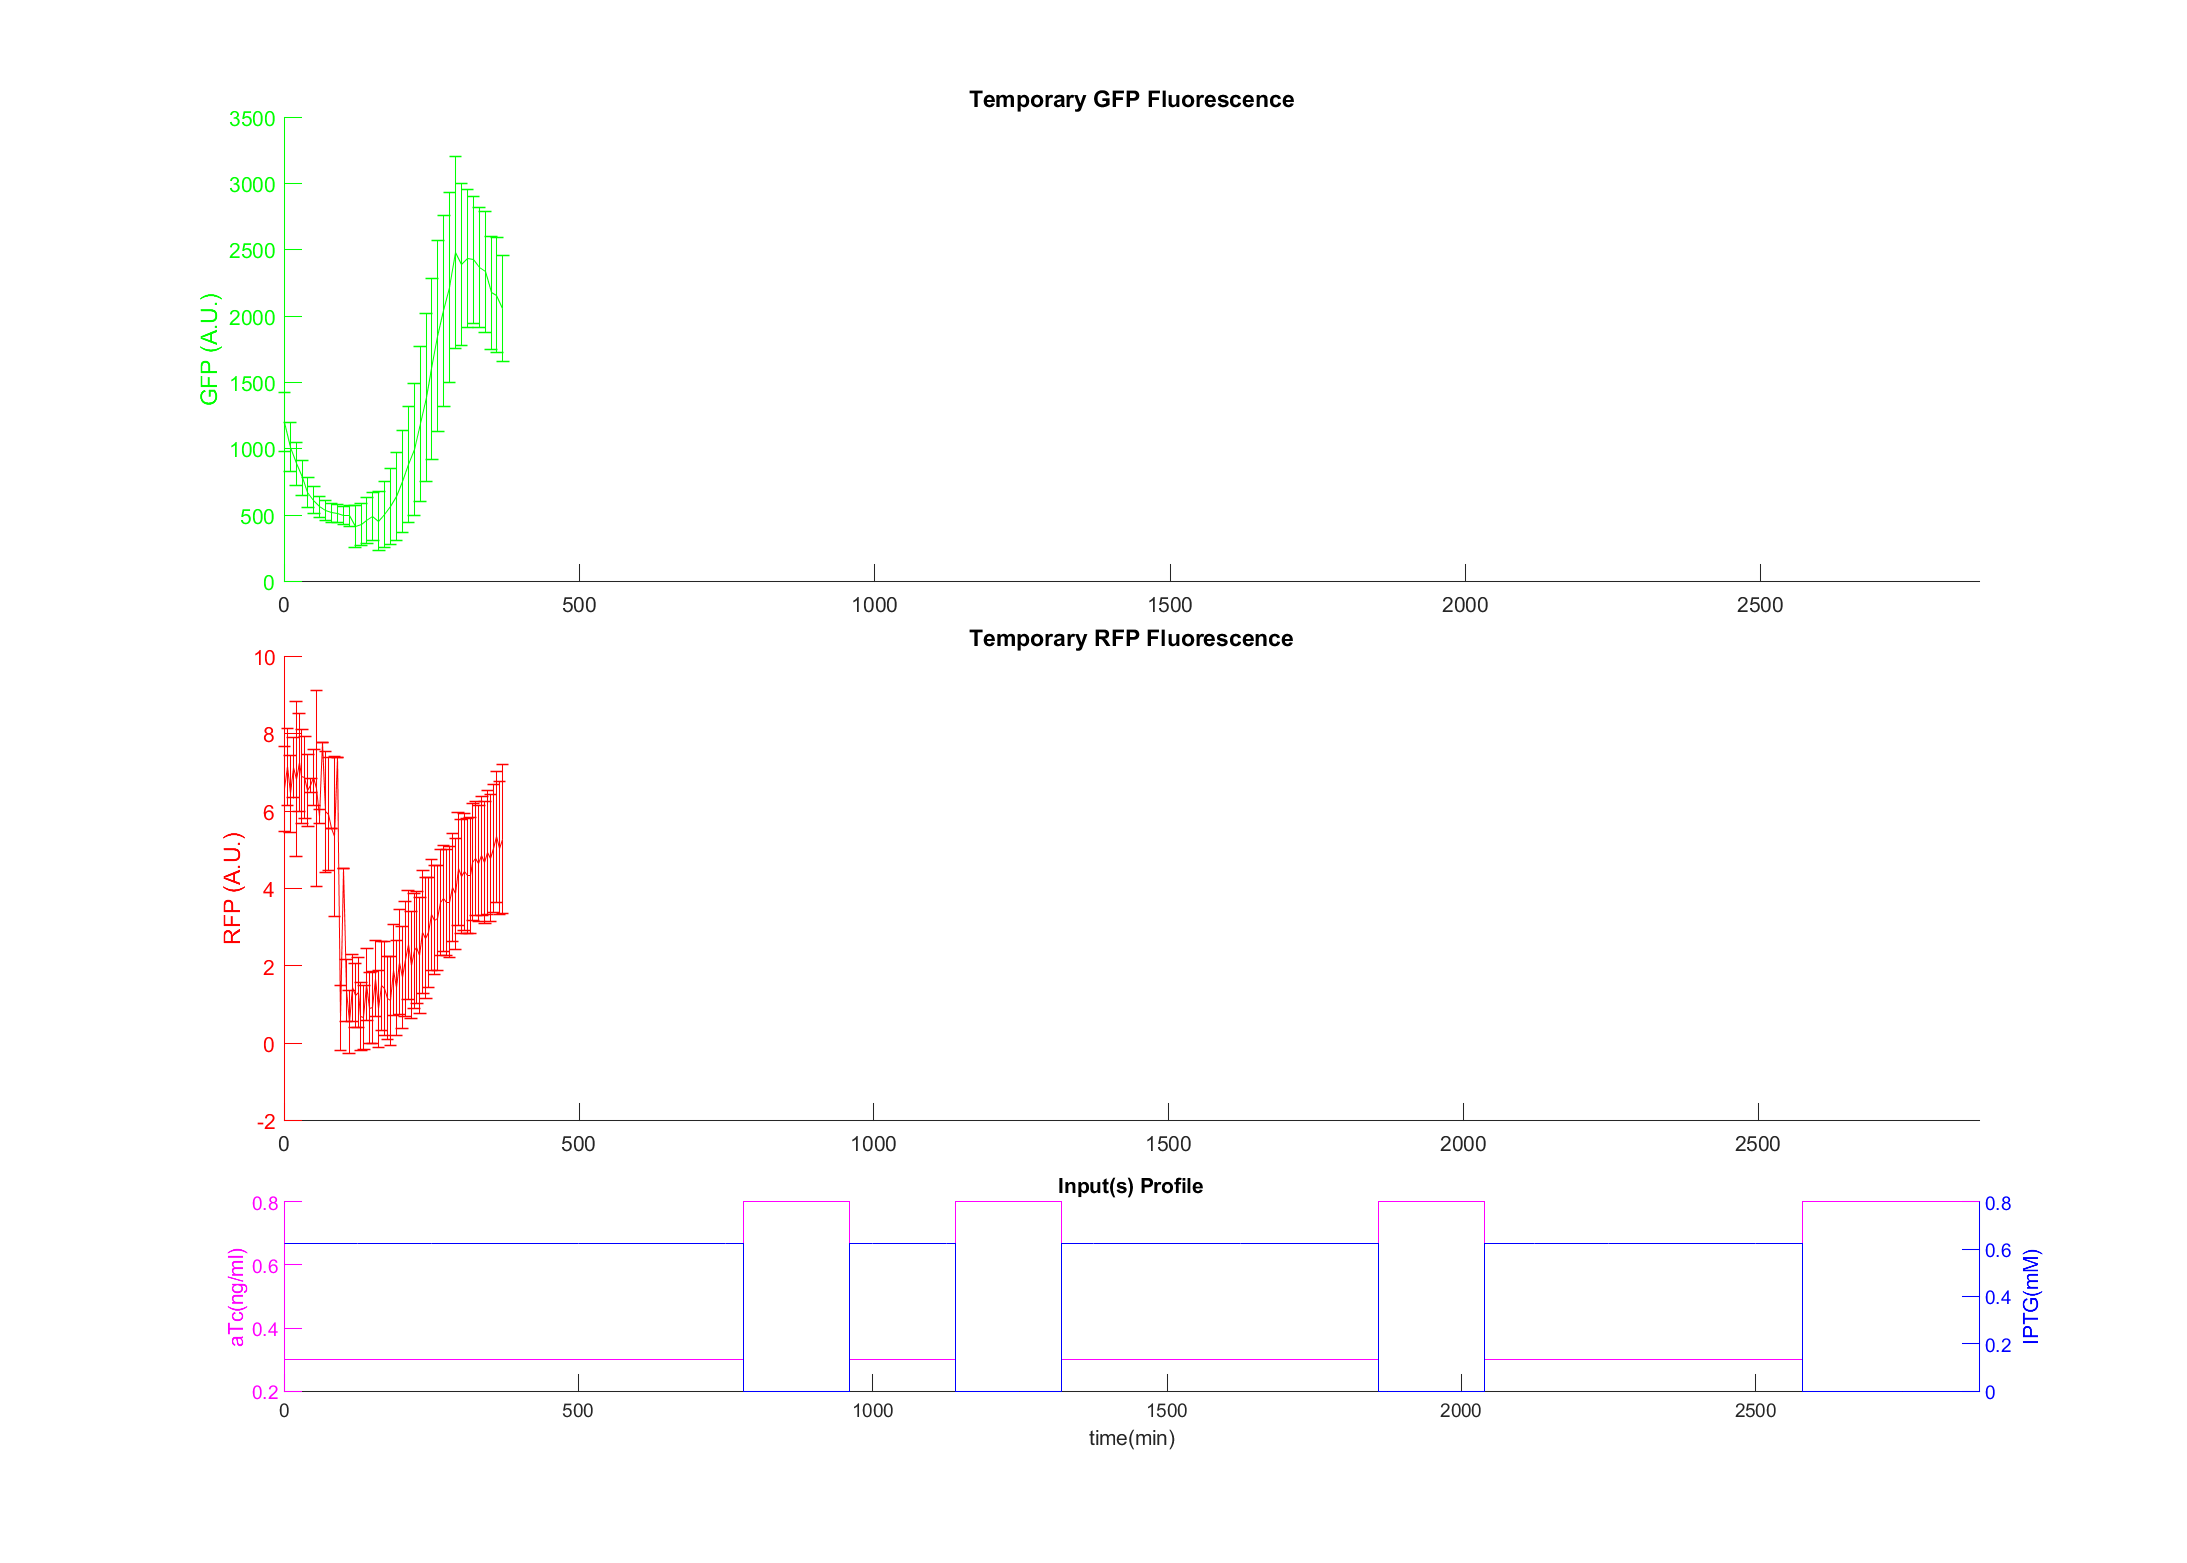 Temporary GFP Fluorescence
3500
3000
2500
2000
1500
1000
500
0
GFP (A.U.)
0 500 1000 1500 2000 2500
Temporary RFP Fluorescence
10
8
6
4
2
0
-2
RFP (A.U.)
0 500 1000 1500 2000 2500
Input(s) Profile
0.8
0.6
0.4
0.2
aTc(ng/ml)
0.8
0.6
0.4
0.2
0
IPTG(mM)
0 500 1000 1500 2000 2500
time(min)